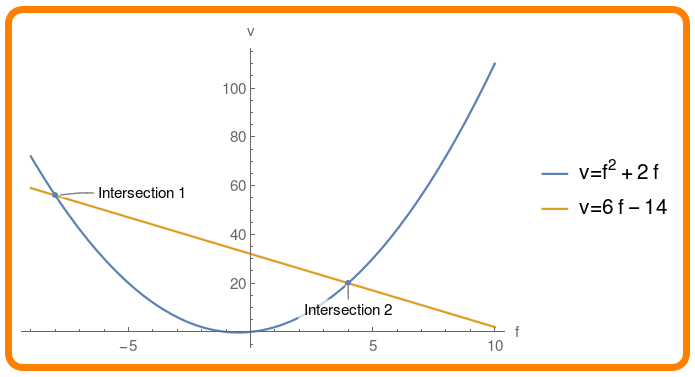 v
100
80
60
40
20
−5
5
10
f
Intersection 1
Intersection 2
v=f² + 2 f
v=6 f − 14